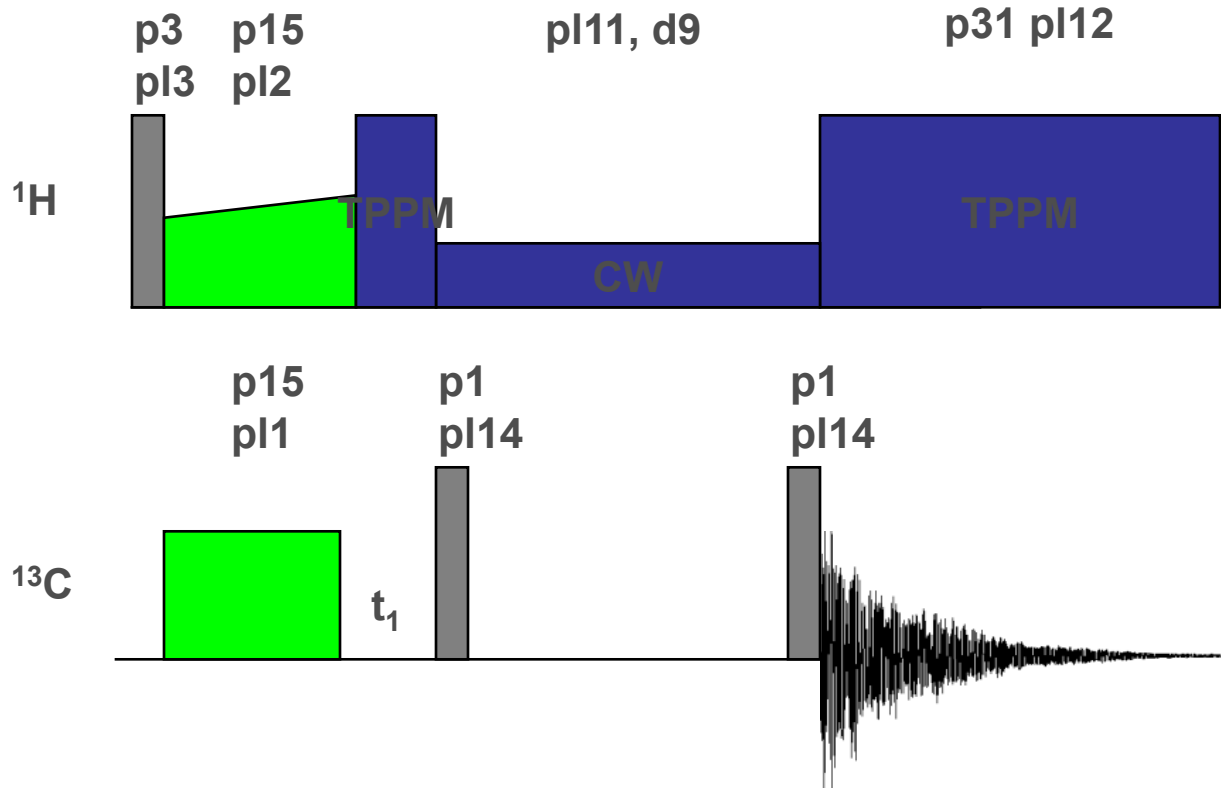 p3 p15 pl11, d9 p31 pl12
pl3 pl2
¹H
TPPM TPPM
CW
p15 p1 p1
pl1 pl14 pl14
¹³C
t₁